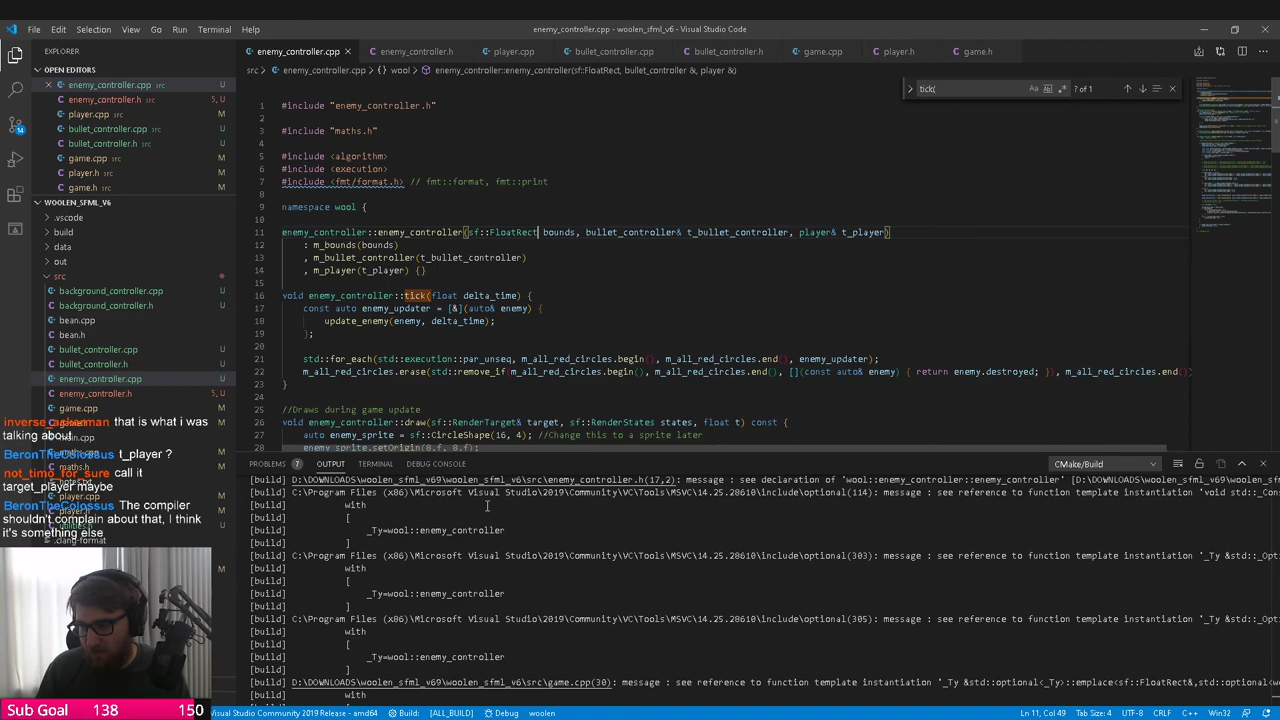 File Edit Selection View Go Run Terminal Help
enemy_controller.cpp - woolen_sfml_v6 - Visual Studio Code
EXPLORER
enemy_controller.cpp enemy_controller.h player.cpp bullet_controller.cpp bullet_controller.h game.cpp player.h game.h
OPEN EDITORS
enemy_controller.cpp src U
enemy_controller.h src 5, U
player.cpp src M
bullet_controller.cpp src U
bullet_controller.h src U
game.cpp src M
player.h src M
game.h src M
WOOLEN_SFML_V6
.vscode
build
data
out
src
background_controller.cpp U
background_controller.h U
bean.cpp
bean.h
bullet_controller.cpp U
bullet_controller.h U
enemy_controller.cpp U
enemy_controller.h 5, U
game.cpp M
.clang-format
src > enemy_controller.cpp > {} wool > enemy_controller::enemy_controller(sf::FloatRect, bullet_controller &, player &)
tick( Aa ? of 1
1 #include "enemy_controller.h"
2
3 #include "maths.h"
4
5 #include <algorithm>
6 #include <execution>
7 #include <fmt/format.h> // fmt::format, fmt::print
8
9 namespace wool {
10
11 enemy_controller::enemy_controller(sf::FloatRect bounds, bullet_controller& t_bullet_controller, player& t_player)
12 : m_bounds(bounds)
13 , m_bullet_controller(t_bullet_controller)
14 , m_player(t_player) {}
15
16 void enemy_controller::tick(float delta_time) {
17 const auto enemy_updater = [&](auto& enemy) {
18 update_enemy(enemy, delta_time);
19 };
20
21 std::for_each(std::execution::par_unseq, m_all_red_circles.begin(), m_all_red_circles.end(), enemy_updater);
22 m_all_red_circles.erase(std::remove_if(m_all_red_circles.begin(), m_all_red_circles.end(), [](const auto& enemy) { return enemy.destroyed; }), m_all_red_circles.end()
23 }
24
25 //Draws during game update
26 void enemy_controller::draw(sf::RenderTarget& target, sf::RenderStates states, float t) const {
27 auto enemy_sprite = sf::CircleShape(16, 4); //Change this to a sprite later
28 enemy_sprite.setOrigin(8.f, 8.f);
inverse_ackerman that is what i was
talking about
BeronTheColossus t_player ?
not_timo_for_sure call it
target_player maybe
BeronTheColossus The compiler
shouldn't complain about that, I think
it's something else
PROBLEMS 7 OUTPUT TERMINAL DEBUG CONSOLE CMake/Build
[build] D:\DOWNLOADS\woolen_sfml_v69\woolen_sfml_v6\src\enemy_controller.h(17,2): message : see declaration of 'wool::enemy_controller::enemy_controller' [D:\DOWNLOADS\woolen_sfml_v69\woolen_s
[build] C:\Program Files (x86)\Microsoft Visual Studio\2019\Community\VC\Tools\MSVC\14.25.28610\include\optional(114): message : see reference to function template instantiation 'void std::_Cons
[build] with
[build] [
[build] _Ty=wool::enemy_controller
[build] ]
[build] C:\Program Files (x86)\Microsoft Visual Studio\2019\Community\VC\Tools\MSVC\14.25.28610\include\optional(303): message : see reference to function template instantiation '_Ty &std::_Opti
[build] with
[build] [
[build] _Ty=wool::enemy_controller
[build] ]
[build] C:\Program Files (x86)\Microsoft Visual Studio\2019\Community\VC\Tools\MSVC\14.25.28610\include\optional(305): message : see reference to function template instantiation '_Ty &std::_Opti
[build] with
[build] [
[build] _Ty=wool::enemy_controller
[build] ]
[build] D:\DOWNLOADS\woolen_sfml_v69\woolen_sfml_v6\src\game.cpp(30): message : see reference to function template instantiation '_Ty &std::optional<_Ty>::emplace<sf::FloatRect&,std::optional<w
[build] with
Sub Goal 138 150
Visual Studio Community 2019 Release - amd64 Build: [ALL_BUILD] Debug woolen Ln 11, Col 49 Tab Size: 4 UTF-8 CRLF C++ Win32